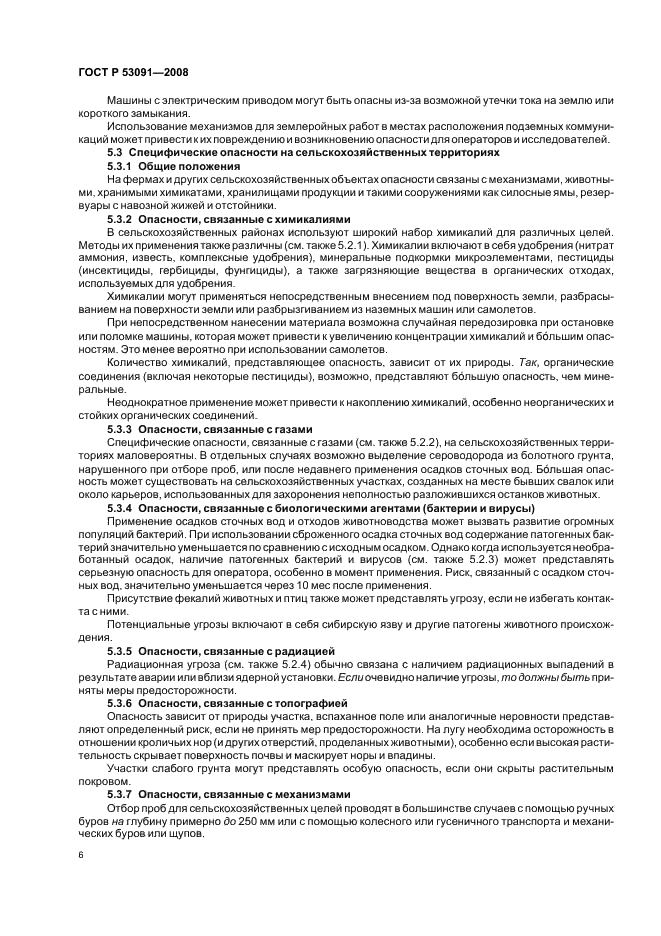 ГОСТ Р 53091—2008
Машины с электрическим приводом могут быть опасны из-за возможной утечки тока на землю или
короткого замыкания.
Использование механизмов для землеройных работ в местах расположения подземных коммуни-
каций может привести к их повреждению и возникновению опасности для операторов и исследователей.
5.3 Специфические опасности на сельскохозяйственных территориях
5.3.1 Общие положения
На фермах и других сельскохозяйственных объектах опасности связаны с механизмами, животны-
ми, хранимыми химикатами, хранилищами продукции и такими сооружениями как силосные ямы, резер-
вуары с навозной жижей и отстойники.
5.3.2 Опасности, связанные с химикалиями
В сельскохозяйственных районах используют широкий набор химикалий для различных целей.
Методы их применения также различны (см. также 5.2.1). Химикалии включают в себя удобрения (нитрат
аммония, известь, комплексные удобрения), минеральные подкормки микроэлементами, пестициды
(инсектициды, гербициды, фунгициды), а также загрязняющие вещества в органических отходах,
используемых для удобрения.
Химикалии могут применяться непосредственным внесением под поверхность земли, разбрасы-
ванием на поверхности земли или разбрызгиванием из наземных машин или самолетов.
При непосредственном нанесении материала возможна случайная передозировка при остановке
или поломке машины, которая может привести к увеличению концентрации химикалий и бо́льшим опас-
ностям. Это менее вероятно при использовании самолетов.
Количество химикалий, представляющее опасность, зависит от их природы. Так, органические
соединения (включая некоторые пестициды), возможно, представляют бо́льшую опасность, чем мине-
ральные.
Неоднократное применение может привести к накоплению химикалий, особенно неорганических и
стойких органических соединений.
5.3.3 Опасности, связанные с газами
Специфические опасности, связанные с газами (см. также 5.2.2), на сельскохозяйственных терри-
ториях маловероятны. В отдельных случаях возможно выделение сероводорода из болотного грунта,
нарушенного при отборе проб, или после недавнего применения осадков сточных вод. Бо́льшая опас-
ность может существовать на сельскохозяйственных участках, созданных на месте бывших свалок или
около карьеров, использованных для захоронения неполностью разложившихся останков животных.
5.3.4 Опасности, связанные с биологическими агентами (бактерии и вирусы)
Применение осадков сточных вод и отходов животноводства может вызвать развитие огромных
популяций бактерий. При использовании сброженного осадка сточных вод содержание патогенных бак-
терий значительно уменьшается по сравнению с исходным осадком. Однако когда используется необра-
ботанный осадок, наличие патогенных бактерий и вирусов (см. также 5.2.3) может представлять
серьезную опасность для оператора, особенно в момент применения. Риск, связанный с осадком сточ-
ных вод, значительно уменьшается через 10 мес после применения.
Присутствие фекалий животных и птиц также может представлять угрозу, если не избегать контак-
та с ними.
Потенциальные угрозы включают в себя сибирскую язву и другие патогены животного происхож-
дения.
5.3.5 Опасности, связанные с радиацией
Радиационная угроза (см. также 5.2.4) обычно связана с наличием радиационных выпадений в
результате аварии или вблизи ядерной установки. Если очевидно наличие угрозы, то должны быть при-
няты меры предосторожности.
5.3.6 Опасности, связанные с топографией
Опасность зависит от природы участка, вспаханное поле или аналогичные неровности представ-
ляют определенный риск, если не принять мер предосторожности. На лугу необходима осторожность в
отношении кроличьих нор (и других отверстий, проделанных животными), особенно если высокая расти-
тельность скрывает поверхность почвы и маскирует норы и впадины.
Участки слабого грунта могут представлять особую опасность, если они скрыты растительным
покровом.
5.3.7 Опасности, связанные с механизмами
Отбор проб для сельскохозяйственных целей проводят в большинстве случаев с помощью ручных
буров на глубину примерно до 250 мм или с помощью колесного или гусеничного транспорта и механи-
ческих буров или щупов.
6